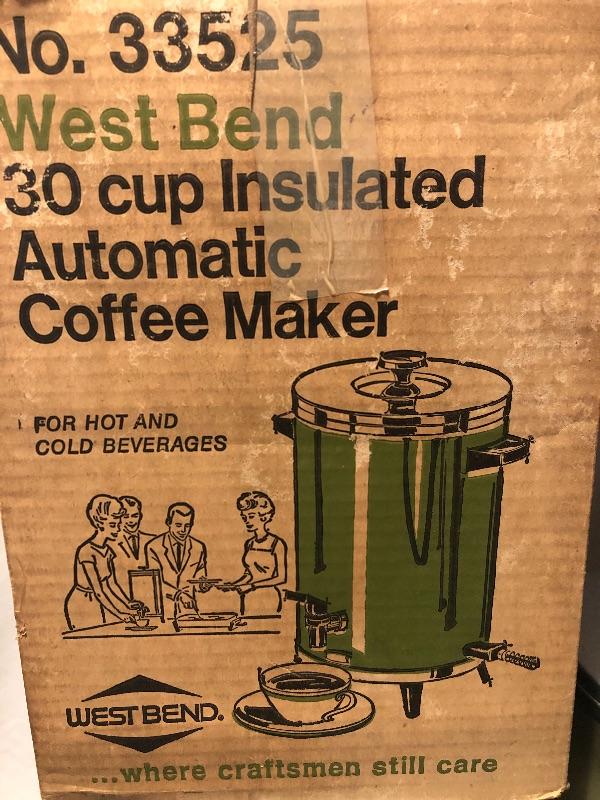 No. 33525
West Bend
30 cup Insulated
Automatic
Coffee Maker
FOR HOT AND
COLD BEVERAGES
WEST BEND®
...where craftsmen still care